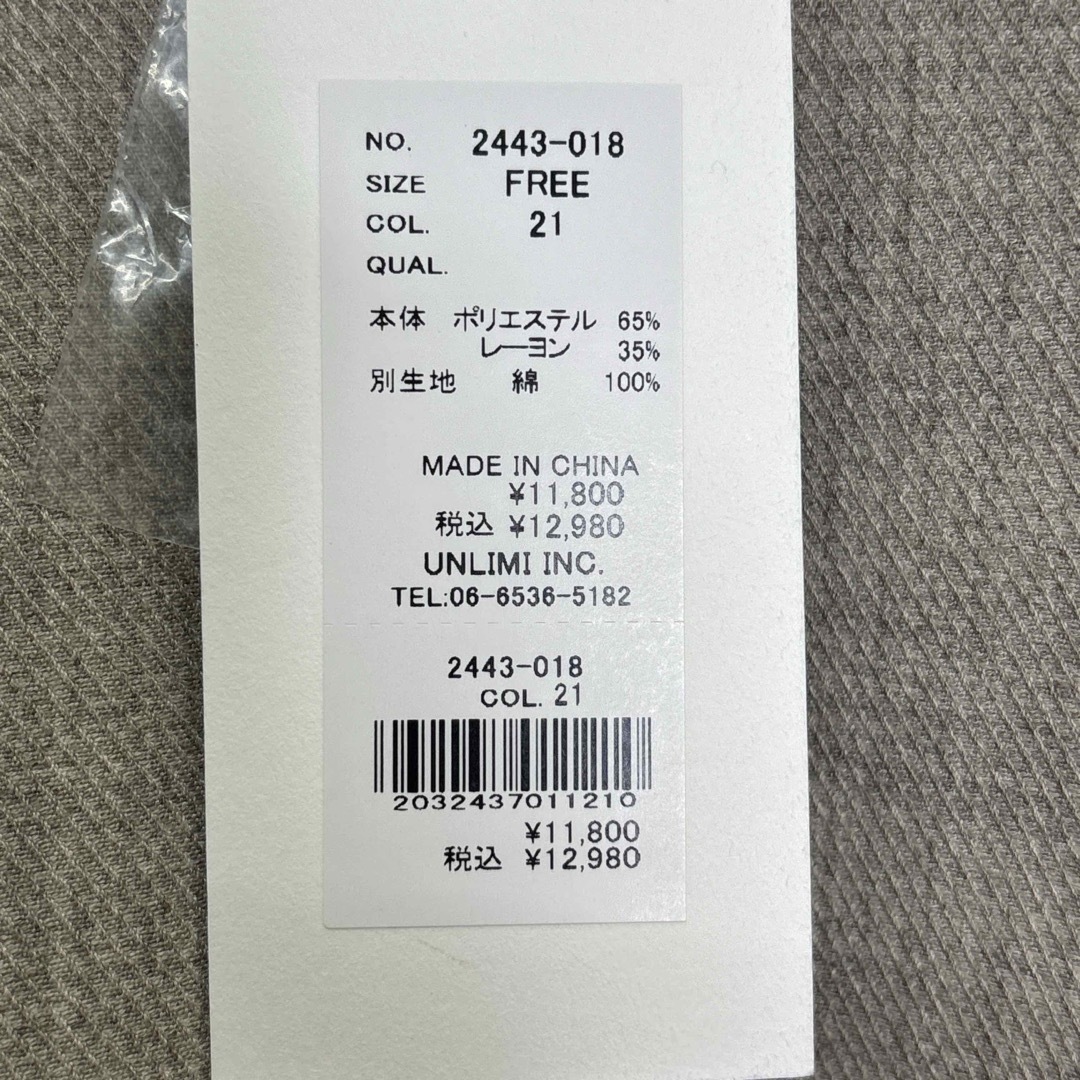 NO. 2443-018
SIZE FREE
COL. 21
QUAL.
本体 ポリエステル 65%
レーヨン 35%
別生地 綿 100%
MADE IN CHINA
¥11,800
税込 ¥12,980
UNLIMI INC.
TEL:06-6536-5182
2443-018
COL. 21
2032437011210
¥11,800
税込 ¥12,980